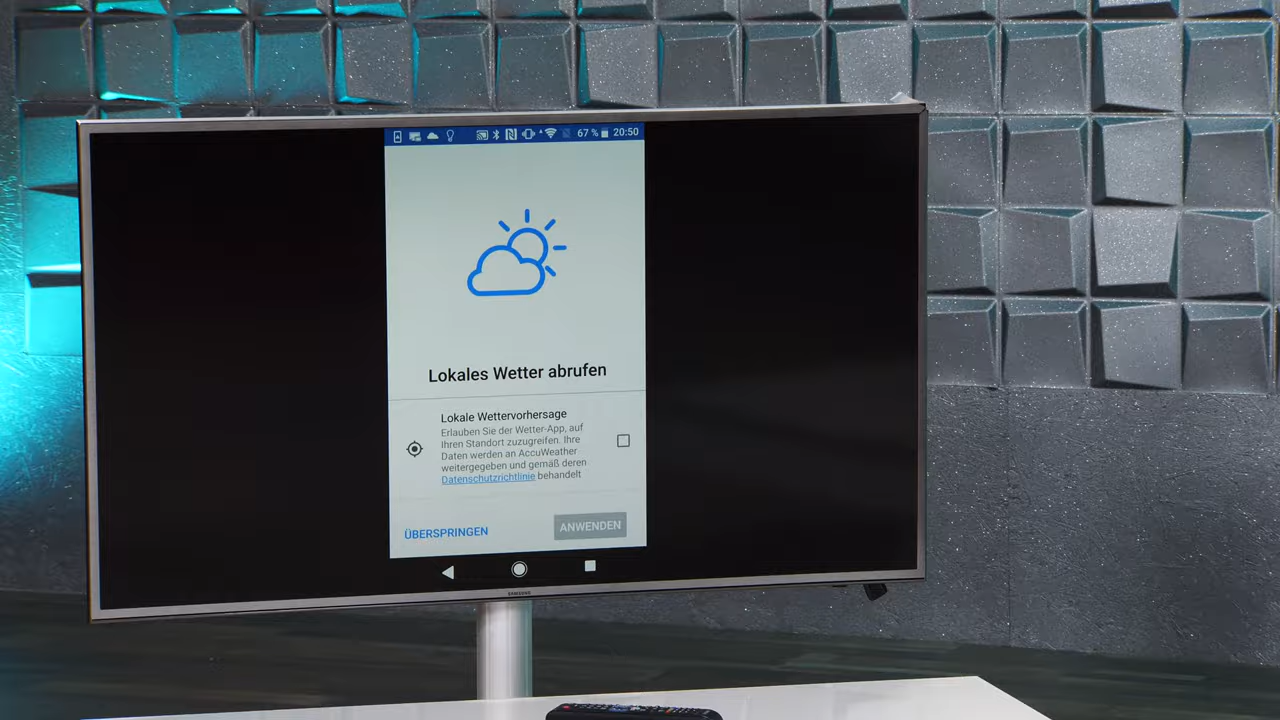 67 % 20:50
Lokales Wetter abrufen
Lokale Wettervorhersage
Erlauben Sie der Wetter-App, auf
Ihren Standort zuzugreifen. Ihre
Daten werden an AccuWeather
weitergegeben und gemäß deren
Datenschutzrichtlinie behandelt
ÜBERSPRINGEN
ANWENDEN
SAMSUNG